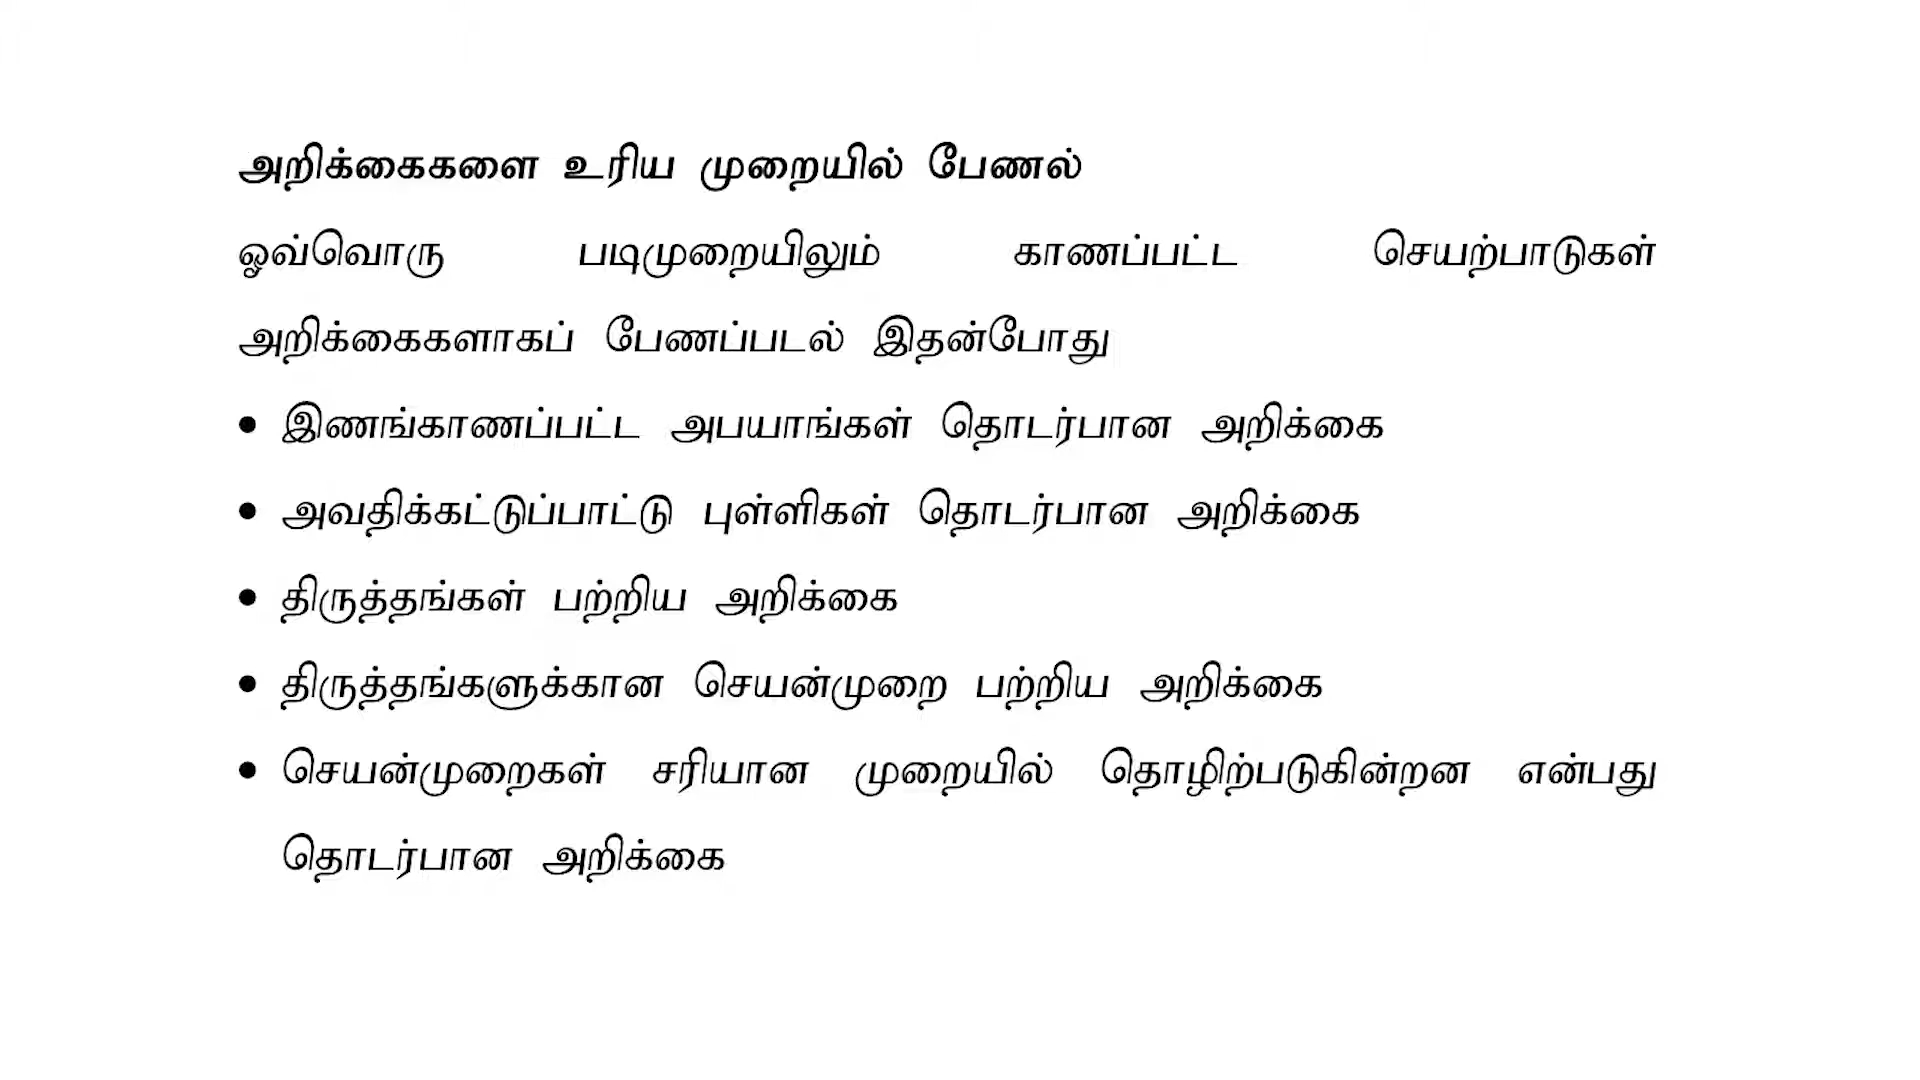 அறிக்கைகளை உரிய முறையில் பேணல்
ஓவ்வொரு படிமுறையிலும் காணப்பட்ட செயற்பாடுகள்
அறிக்கைகளாகப் பேணப்படல் இதன்போது
• இணங்காணப்பட்ட அபயாங்கள் தொடர்பான அறிக்கை
• அவதிக்கட்டுப்பாட்டு புள்ளிகள் தொடர்பான அறிக்கை
• திருத்தங்கள் பற்றிய அறிக்கை
• திருத்தங்களுக்கான செயன்முறை பற்றிய அறிக்கை
• செயன்முறைகள் சரியான முறையில் தொழிற்படுகின்றன என்பது
தொடர்பான அறிக்கை